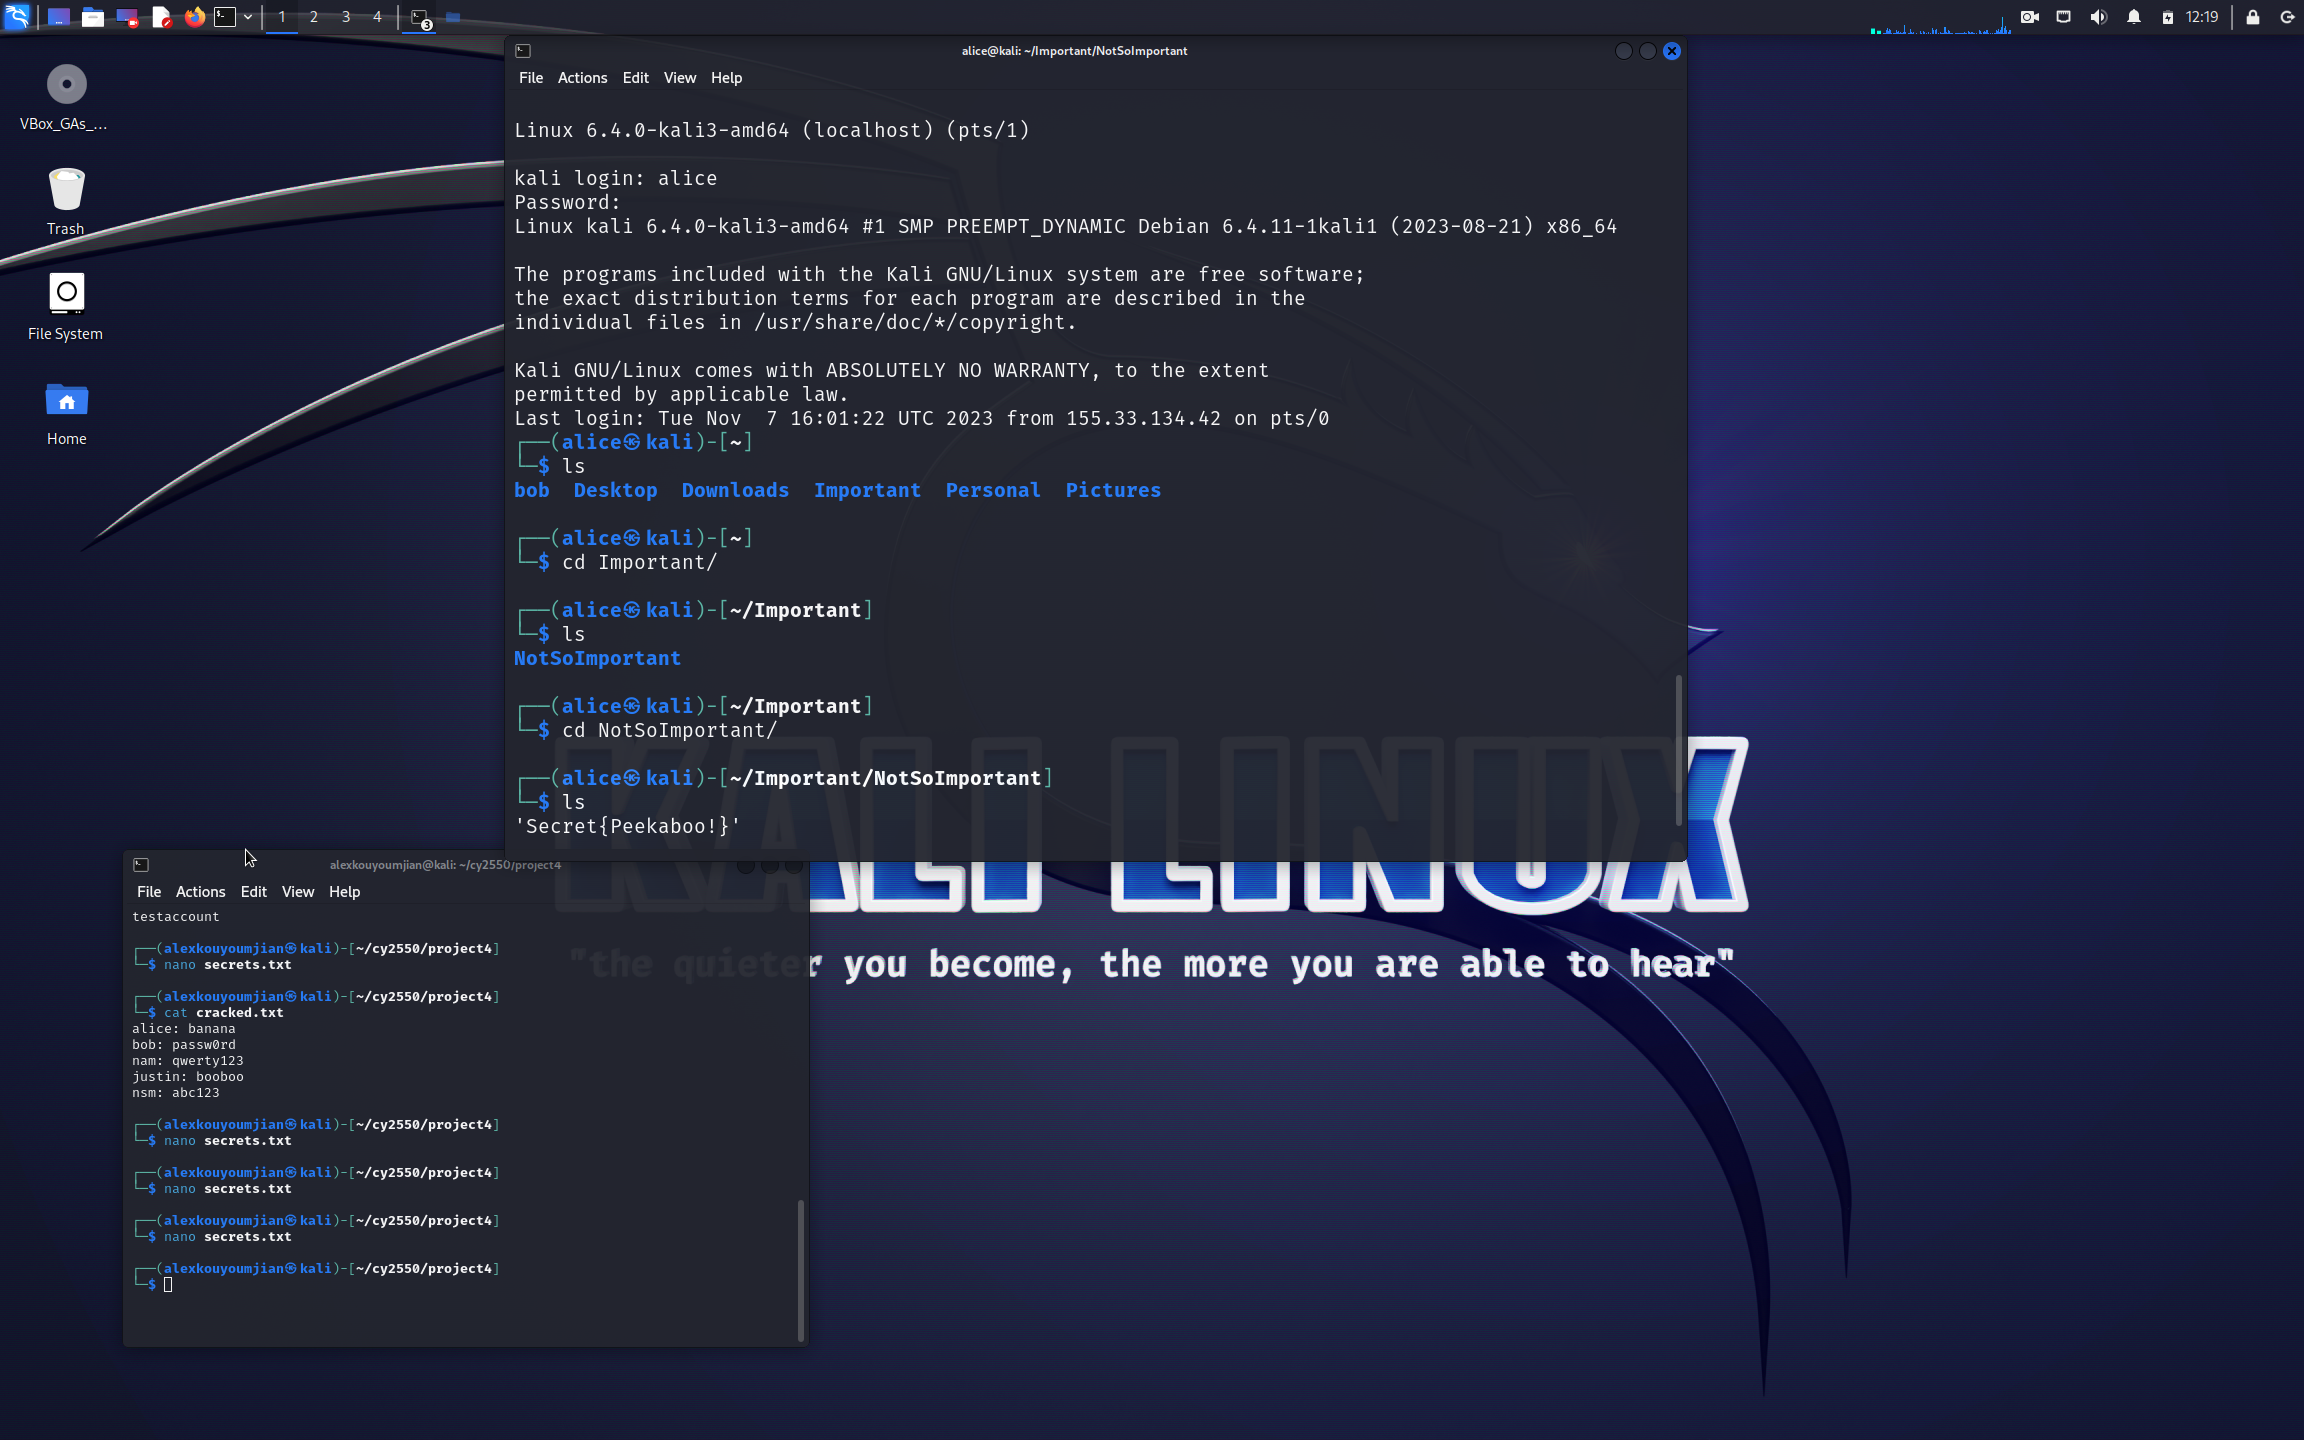 1 2 3 4 3 12:19
VBox_GAs_...
Trash
File System
Home
alice@kali: ~/Important/NotSoImportant
File Actions Edit View Help
Linux 6.4.0-kali3-amd64 (localhost) (pts/1)
kali login: alice
Password:
Linux kali 6.4.0-kali3-amd64 #1 SMP PREEMPT_DYNAMIC Debian 6.4.11-1kali1 (2023-08-21) x86_64
The programs included with the Kali GNU/Linux system are free software;
the exact distribution terms for each program are described in the
individual files in /usr/share/doc/*/copyright.
Kali GNU/Linux comes with ABSOLUTELY NO WARRANTY, to the extent
permitted by applicable law.
Last login: Tue Nov  7 16:01:22 UTC 2023 from 155.33.134.42 on pts/0
┌──(alice㉿kali)-[~]
└─$ ls
bob  Desktop  Downloads  Important  Personal  Pictures
┌──(alice㉿kali)-[~]
└─$ cd Important/
┌──(alice㉿kali)-[~/Important]
└─$ ls
NotSoImportant
┌──(alice㉿kali)-[~/Important]
└─$ cd NotSoImportant/
┌──(alice㉿kali)-[~/Important/NotSoImportant]
└─$ ls
'Secret{Peekaboo!}'
alexkouyoumjian@kali: ~/cy2550/project4
File Actions Edit View Help
testaccount
┌──(alexkouyoumjian㉿kali)-[~/cy2550/project4]
└─$ nano secrets.txt
┌──(alexkouyoumjian㉿kali)-[~/cy2550/project4]
└─$ cat cracked.txt
alice: banana
bob: passw0rd
nam: qwerty123
justin: booboo
nsm: abc123
┌──(alexkouyoumjian㉿kali)-[~/cy2550/project4]
└─$ nano secrets.txt
┌──(alexkouyoumjian㉿kali)-[~/cy2550/project4]
└─$ nano secrets.txt
┌──(alexkouyoumjian㉿kali)-[~/cy2550/project4]
└─$ nano secrets.txt
┌──(alexkouyoumjian㉿kali)-[~/cy2550/project4]
└─$
KALI LINUX
"the quieter you become, the more you are able to hear"